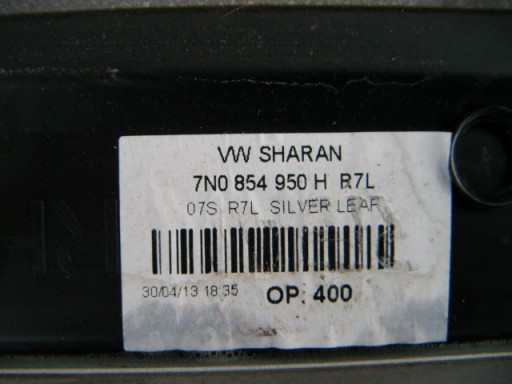 VW SHARAN
7N0 854 950 H R7L
07S R7L SILVER LEAF
30/04/13 18:35 OP: 400